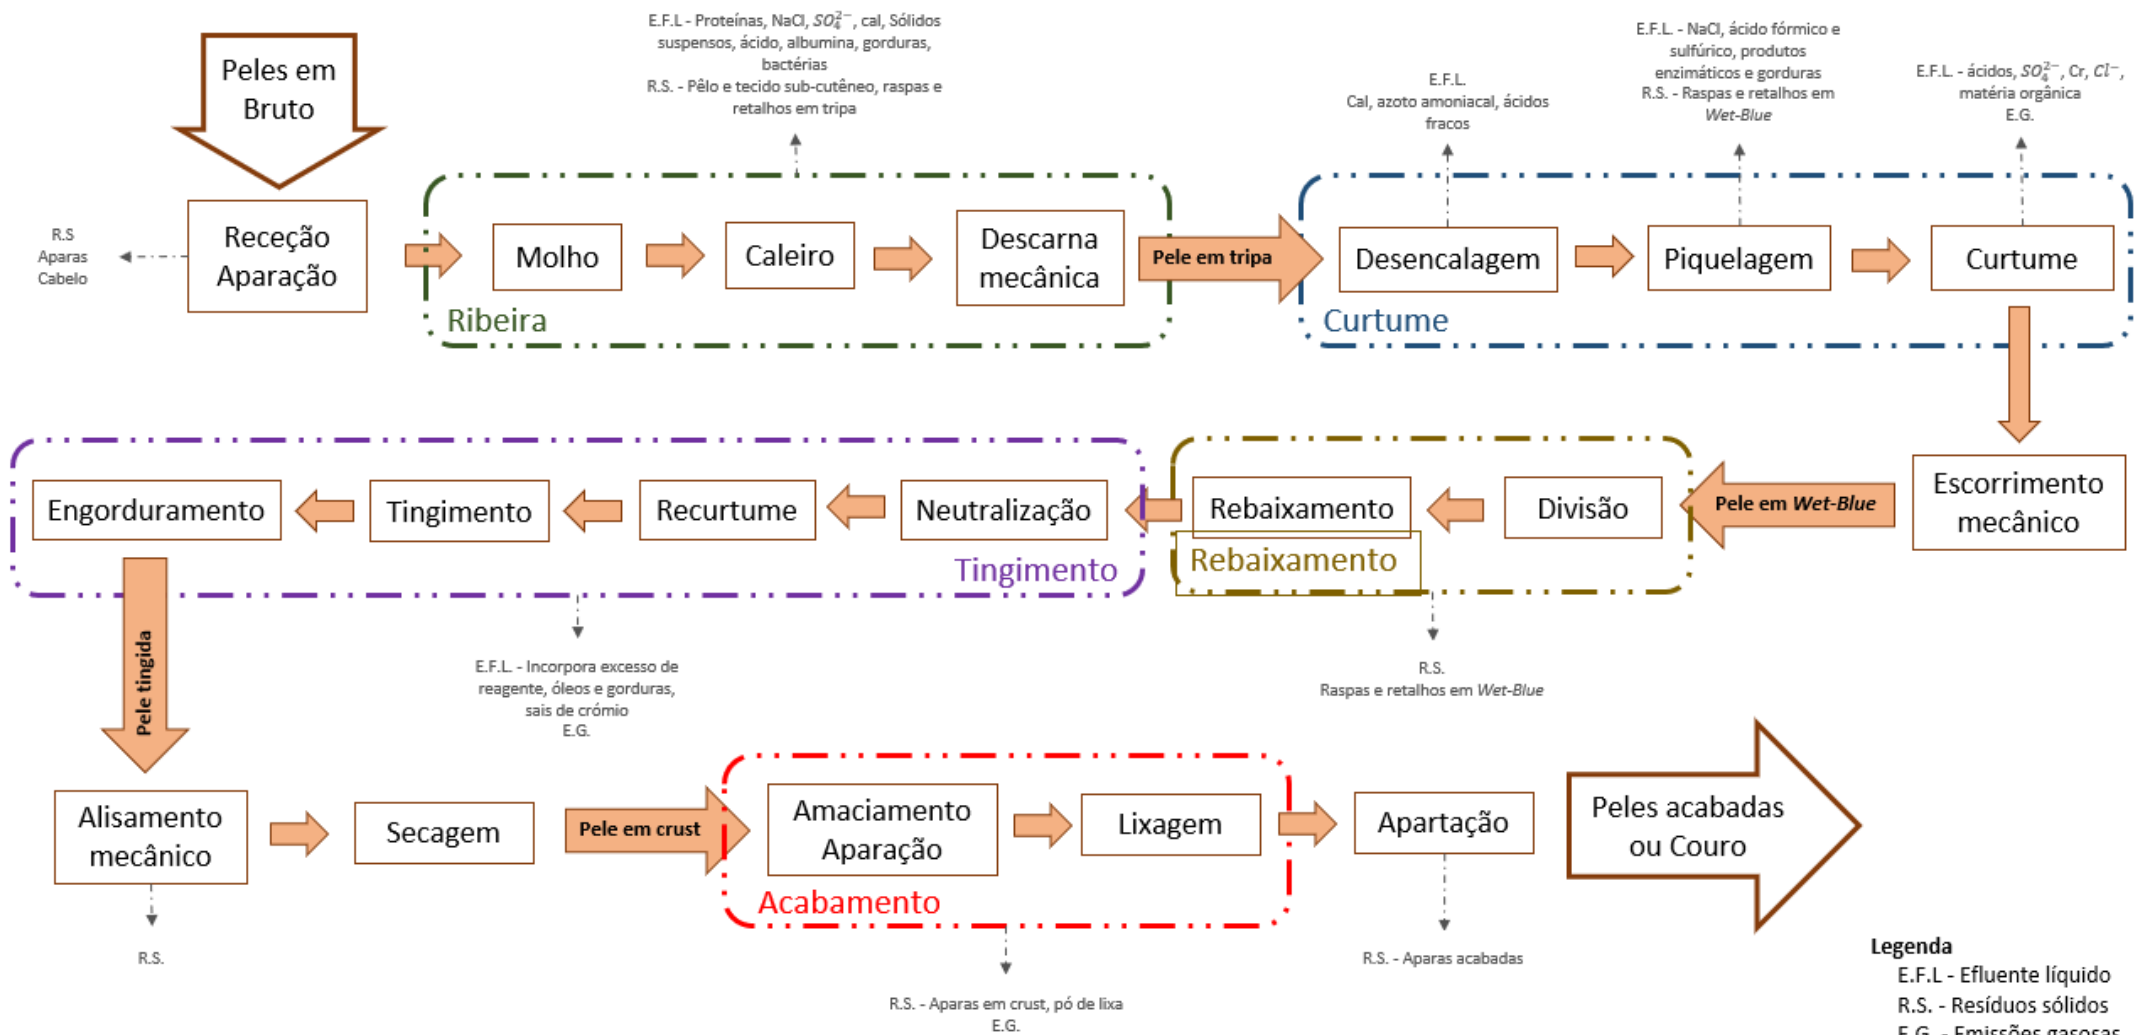 E.F.L - Proteínas, NaCl, SO₄²⁻, cal, Sólidos
suspensos, ácido, albumina, gorduras,
bactérias
R.S. - Pêlo e tecido sub-cutêneo, raspas e
retalhos em tripa
E.F.L.
Cal, azoto amoniacal, ácidos
fracos
E.F.L. - NaCl, ácido fórmico e
sulfúrico, produtos
enzimáticos e gorduras
R.S. - Raspas e retalhos em
Wet-Blue
E.F.L. - ácidos, SO₄²⁻, Cr, Cl⁻,
matéria orgânica
E.G.
Peles em
Bruto
R.S
Aparas
Cabelo
Receção
Aparação
Molho
Caleiro
Descarna
mecânica
Ribeira
Pele em tripa
Desencalagem
Piquelagem
Curtume
Curtume
Escorrimento
mecânico
Pele em Wet-Blue
Divisão
Rebaixamento
Rebaixamento
R.S.
Raspas e retalhos em Wet-Blue
Neutralização
Recurtume
Tingimento
Engorduramento
Tingimento
E.F.L. - Incorpora excesso de
reagente, óleos e gorduras,
sais de crómio
E.G.
Pele tingida
Alisamento
mecânico
R.S.
Secagem
Pele em crust
Amaciamento
Aparação
Lixagem
Acabamento
R.S. - Aparas em crust, pó de lixa
E.G.
Apartação
R.S. - Aparas acabadas
Peles acabadas
ou Couro
Legenda
E.F.L - Efluente líquido
R.S. - Resíduos sólidos
E.G. - Emissões gasosas